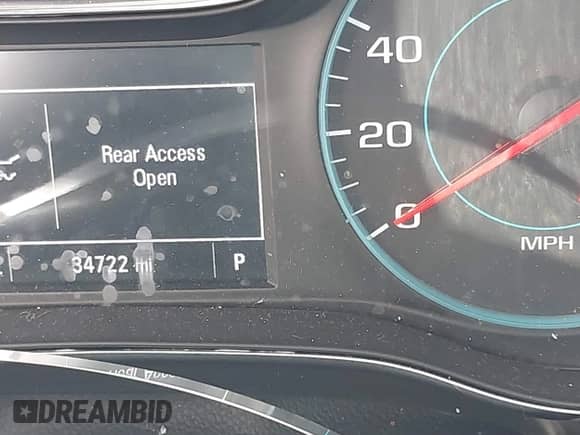 40
Rear Access
Open
20
0
MPH
34722 mi
P
DREAMBID